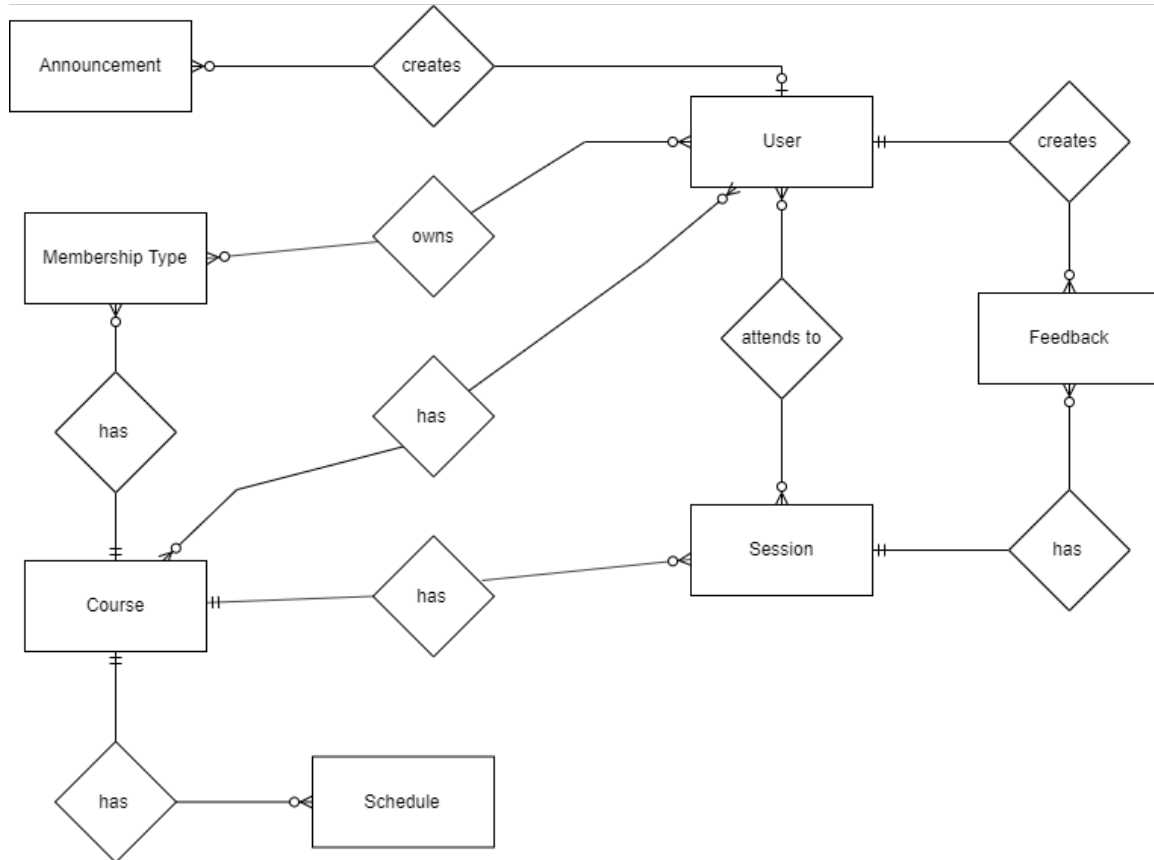 Announcement
creates
User
creates
Membership Type
owns
attends to
Feedback
has
has
Session
has
Course
has
has
Schedule